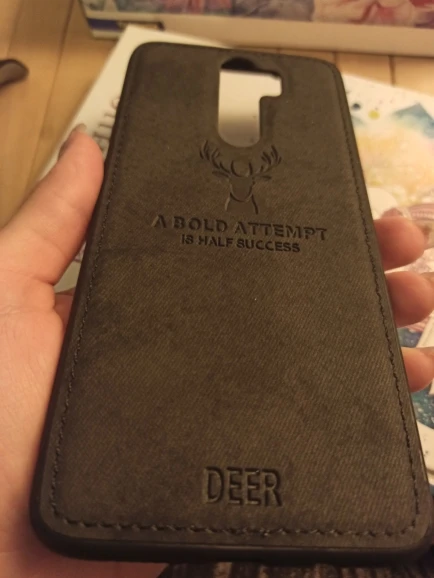 A BOLD ATTEMPT
IS HALF SUCCESS
DEER